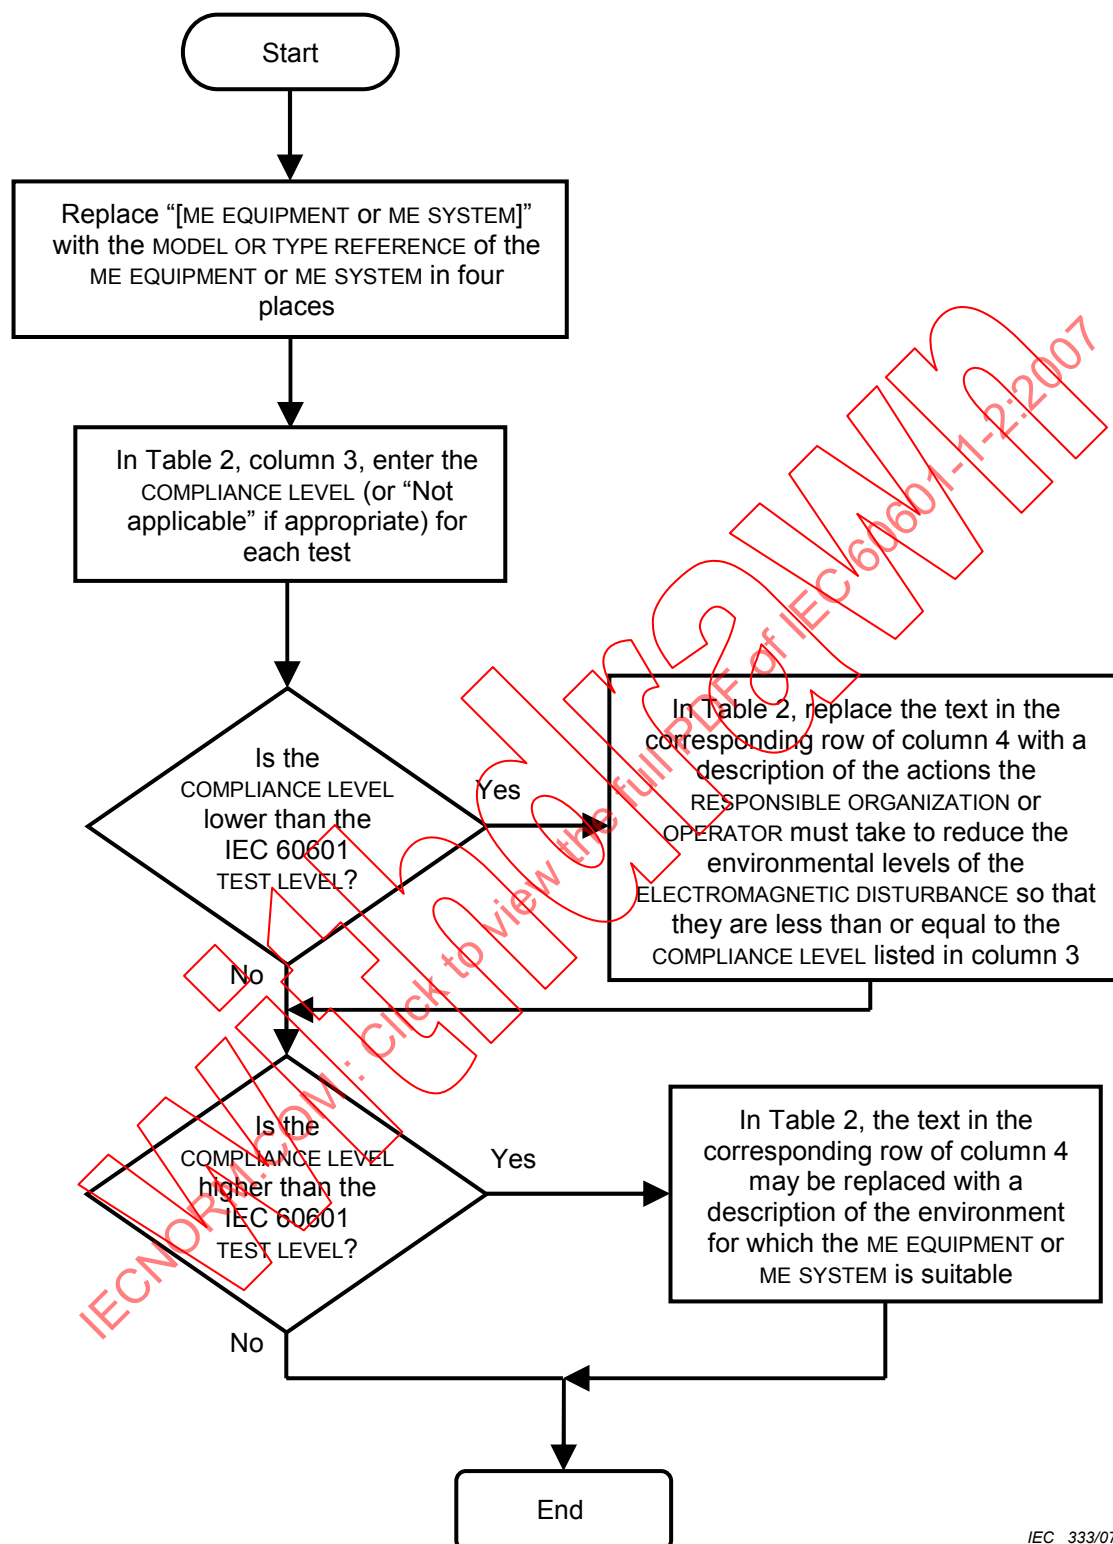 Start
Replace “[ME EQUIPMENT or ME SYSTEM]”
with the MODEL OR TYPE REFERENCE of the
ME EQUIPMENT or ME SYSTEM in four
places
In Table 2, column 3, enter the
COMPLIANCE LEVEL (or “Not
applicable” if appropriate) for
each test
Is the
COMPLIANCE LEVEL
lower than the
IEC 60601
TEST LEVEL?
Yes
In Table 2, replace the text in the
corresponding row of column 4 with a
description of the actions the
RESPONSIBLE ORGANIZATION or
OPERATOR must take to reduce the
environmental levels of the
ELECTROMAGNETIC DISTURBANCE so that
they are less than or equal to the
COMPLIANCE LEVEL listed in column 3
No
Is the
COMPLIANCE LEVEL
higher than the
IEC 60601
TEST LEVEL?
Yes
In Table 2, the text in the
corresponding row of column 4
may be replaced with a
description of the environment
for which the ME EQUIPMENT or
ME SYSTEM is suitable
No
End
IEC 333/07
Withdrawn
IECNORM.COM : Click to view the full PDF of IEC 60601-1-2:2007